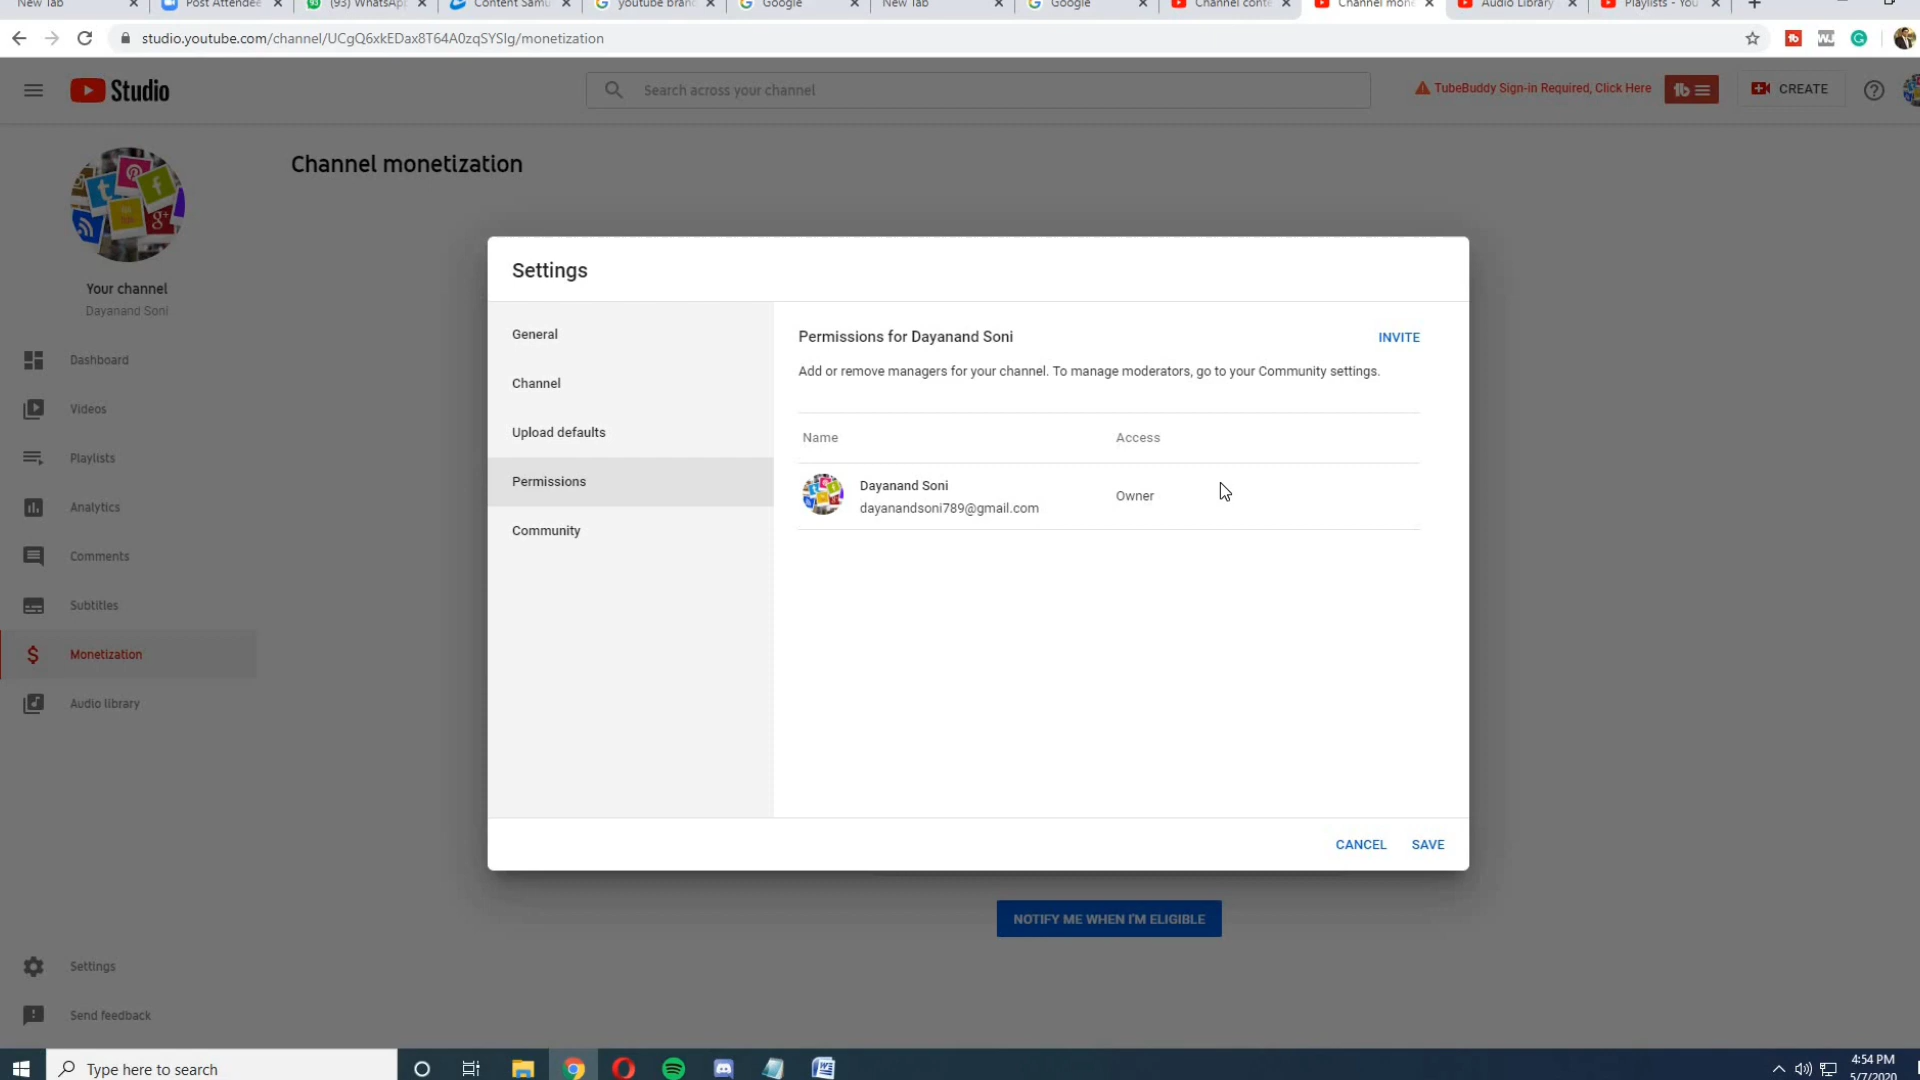 New Tab
Post Attendee
(93) WhatsApp
Content Samu
youtube bran
Google
New Tab
Google
Channel conte
Channel mone
Audio Library
Playlists - You
studio.youtube.com/channel/UCgQ6xkEDax8T64A0zqSYSlg/monetization
Studio
Search across your channel
TubeBuddy Sign-in Required, Click Here
CREATE
Channel monetization
Your channel
Dayanand Soni
Dashboard
Videos
Playlists
Analytics
Comments
Subtitles
Monetization
Audio library
Settings
Send feedback
Settings
General
Channel
Upload defaults
Permissions
Community
Permissions for Dayanand Soni
INVITE
Add or remove managers for your channel. To manage moderators, go to your Community settings.
Name
Access
Dayanand Soni
dayanandsoni789@gmail.com
Owner
CANCEL
SAVE
NOTIFY ME WHEN I'M ELIGIBLE
Type here to search
4:54 PM
5/7/2020